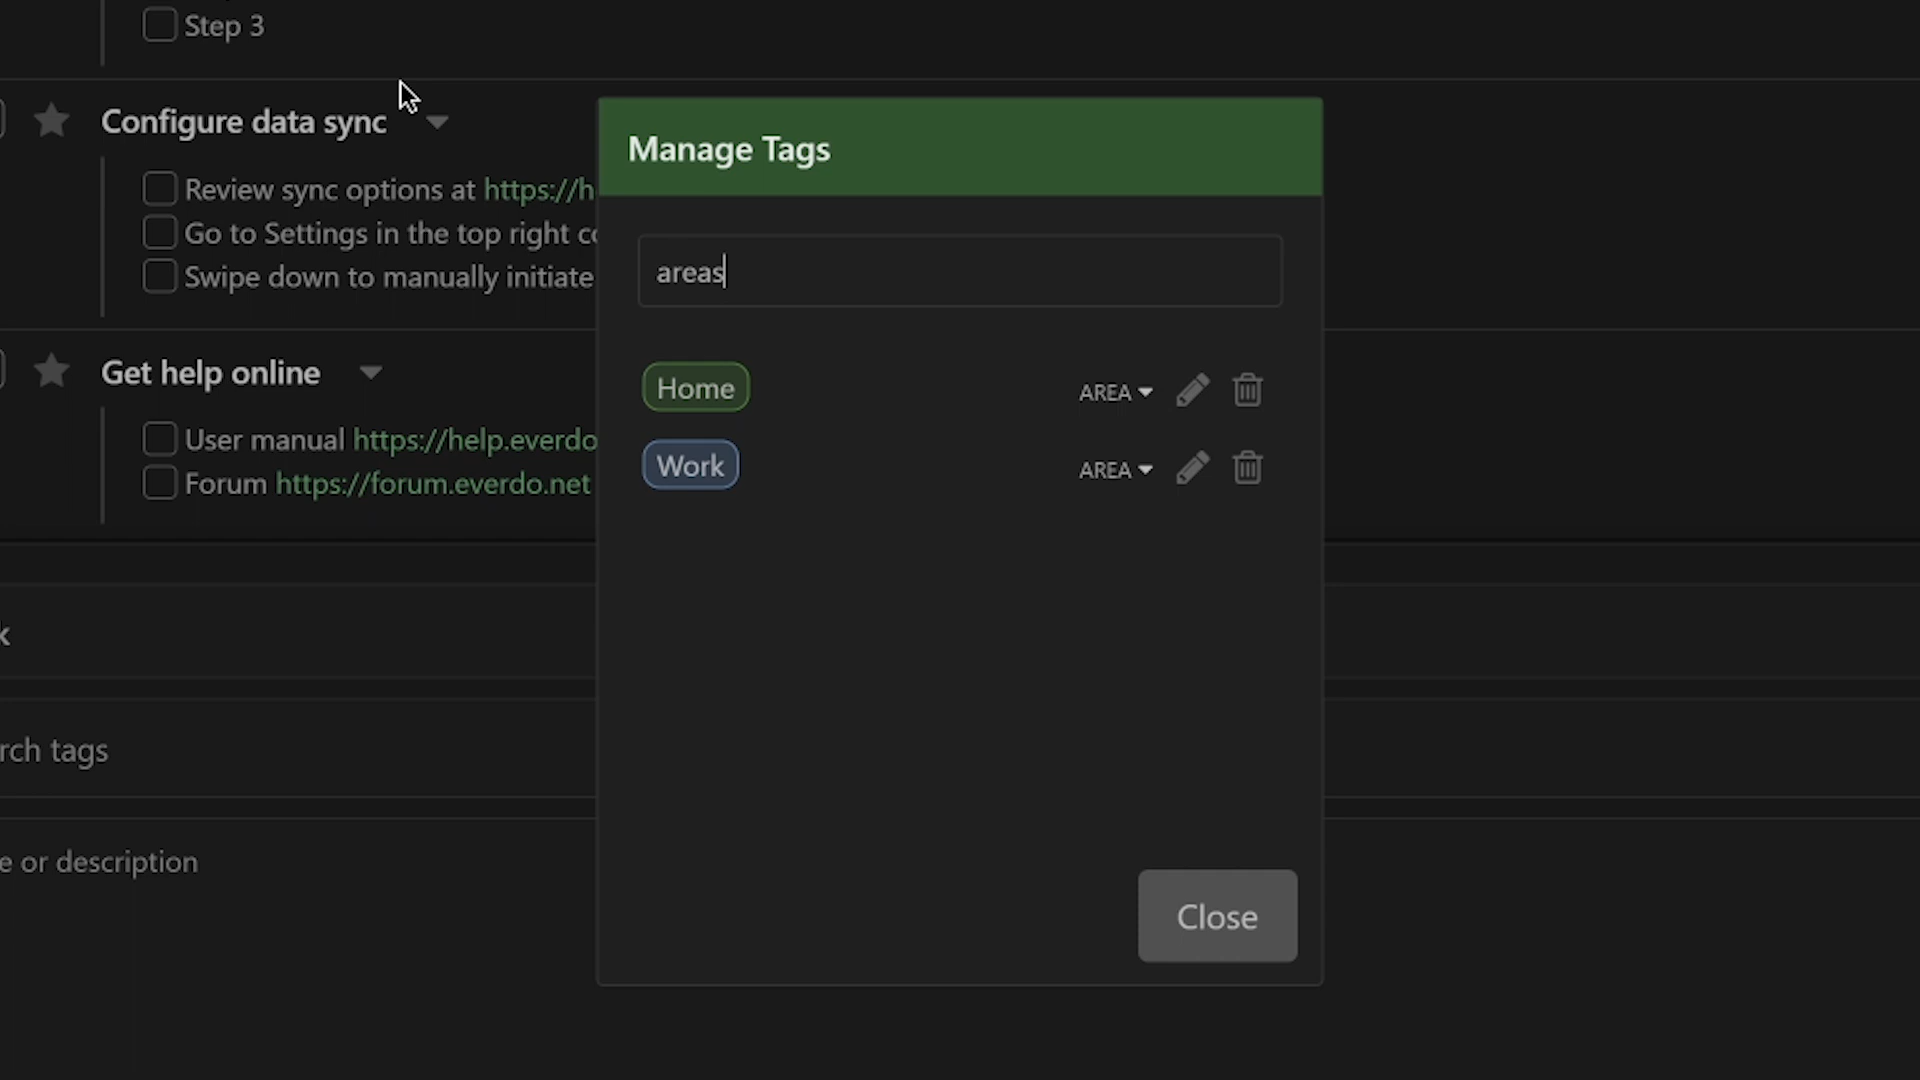 Step 3
Configure data sync
Review sync options at https://h
Go to Settings in the top right
Swipe down to manually initiate
Get help online
User manual https://help.everdo
Forum https://forum.everdo.net
rch tags
e or description
Manage Tags
areas
Home AREA
Work AREA
Close